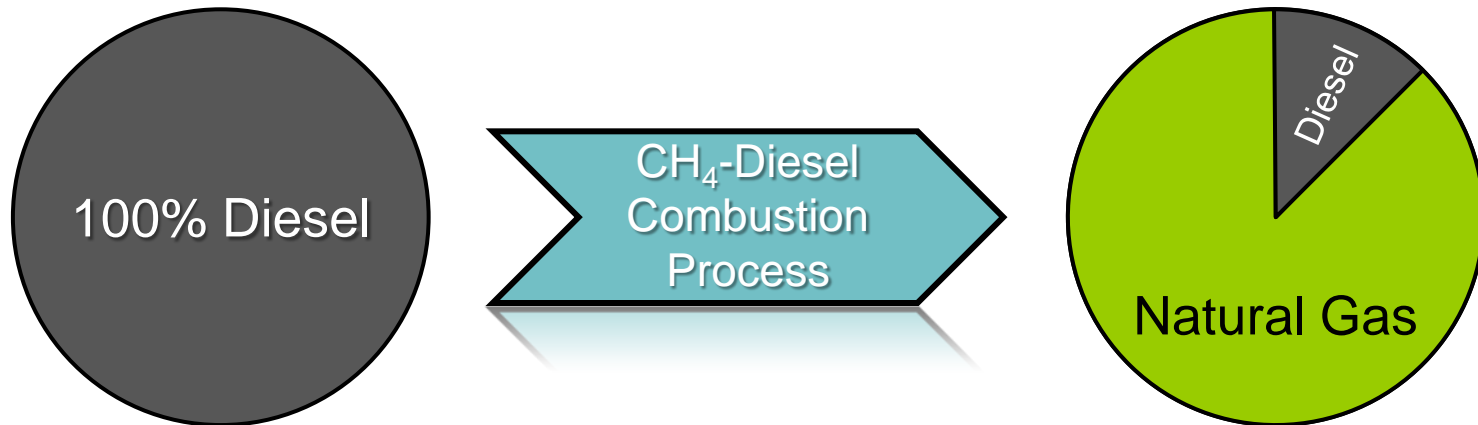 100% Diesel
CH₄-Diesel
Combustion
Process
Diesel
Natural Gas